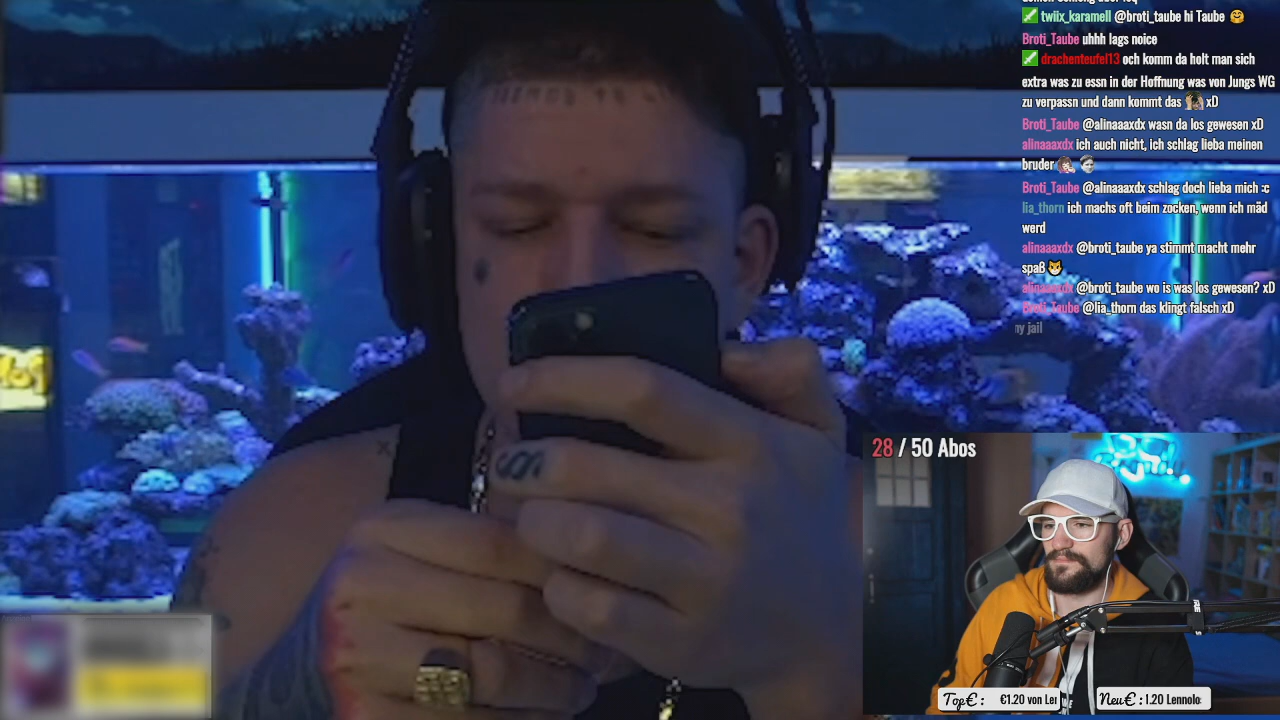 twiix_karamell @broti_taube hi Taube
Broti_Taube uhhh lags noice
drachenteufel13 och komm da holt man sich
extra was zu essn in der Hoffnung was von Jungs WG
zu verpassn und dann kommt das xD
Broti_Taube @alinaaaxdx wasn da los gewesen xD
alinaaaxdx ich auch nicht, ich schlag lieba meinen
bruder
Broti_Taube @alinaaaxdx schlag doch lieba mich :c
lia_thorn ich machs oft beim zocken, wenn ich mäd
werd
alinaaaxdx @broti_taube ya stimmt macht mehr
spaß
alinaaaxdx @broti_taube wo is was los gewesen? xD
Broti_Taube @lia_thorn das klingt falsch xD
ny jail
28 / 50 Abos
Top€: €1.20 von Le
Neu€: 1.20 Lennolo